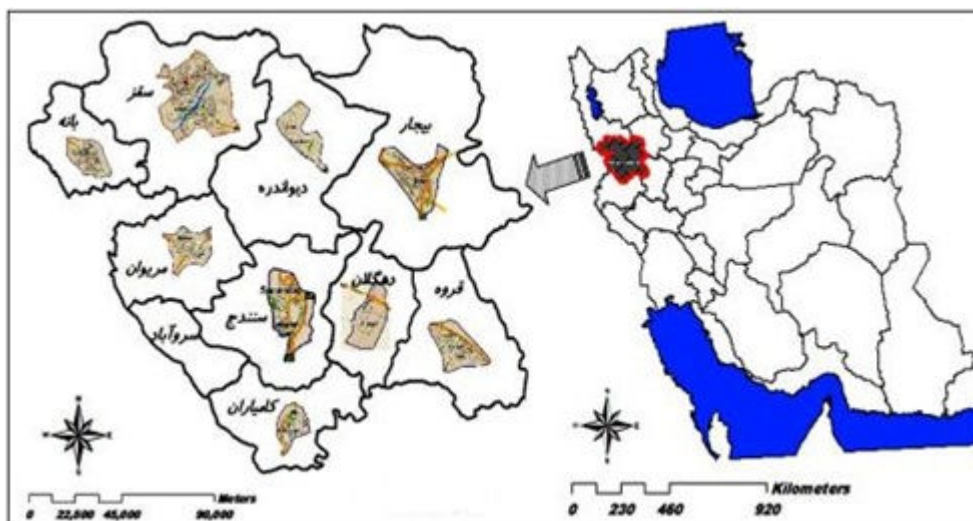 سقز
بانه
بیجار
دیواندره
مریوان
دهگلان
قروه
سنندج
سروآباد
کامیاران
N
E
S
W
Meters
0 22,500 45,000 90,000
Kilometers
0 230 460 920